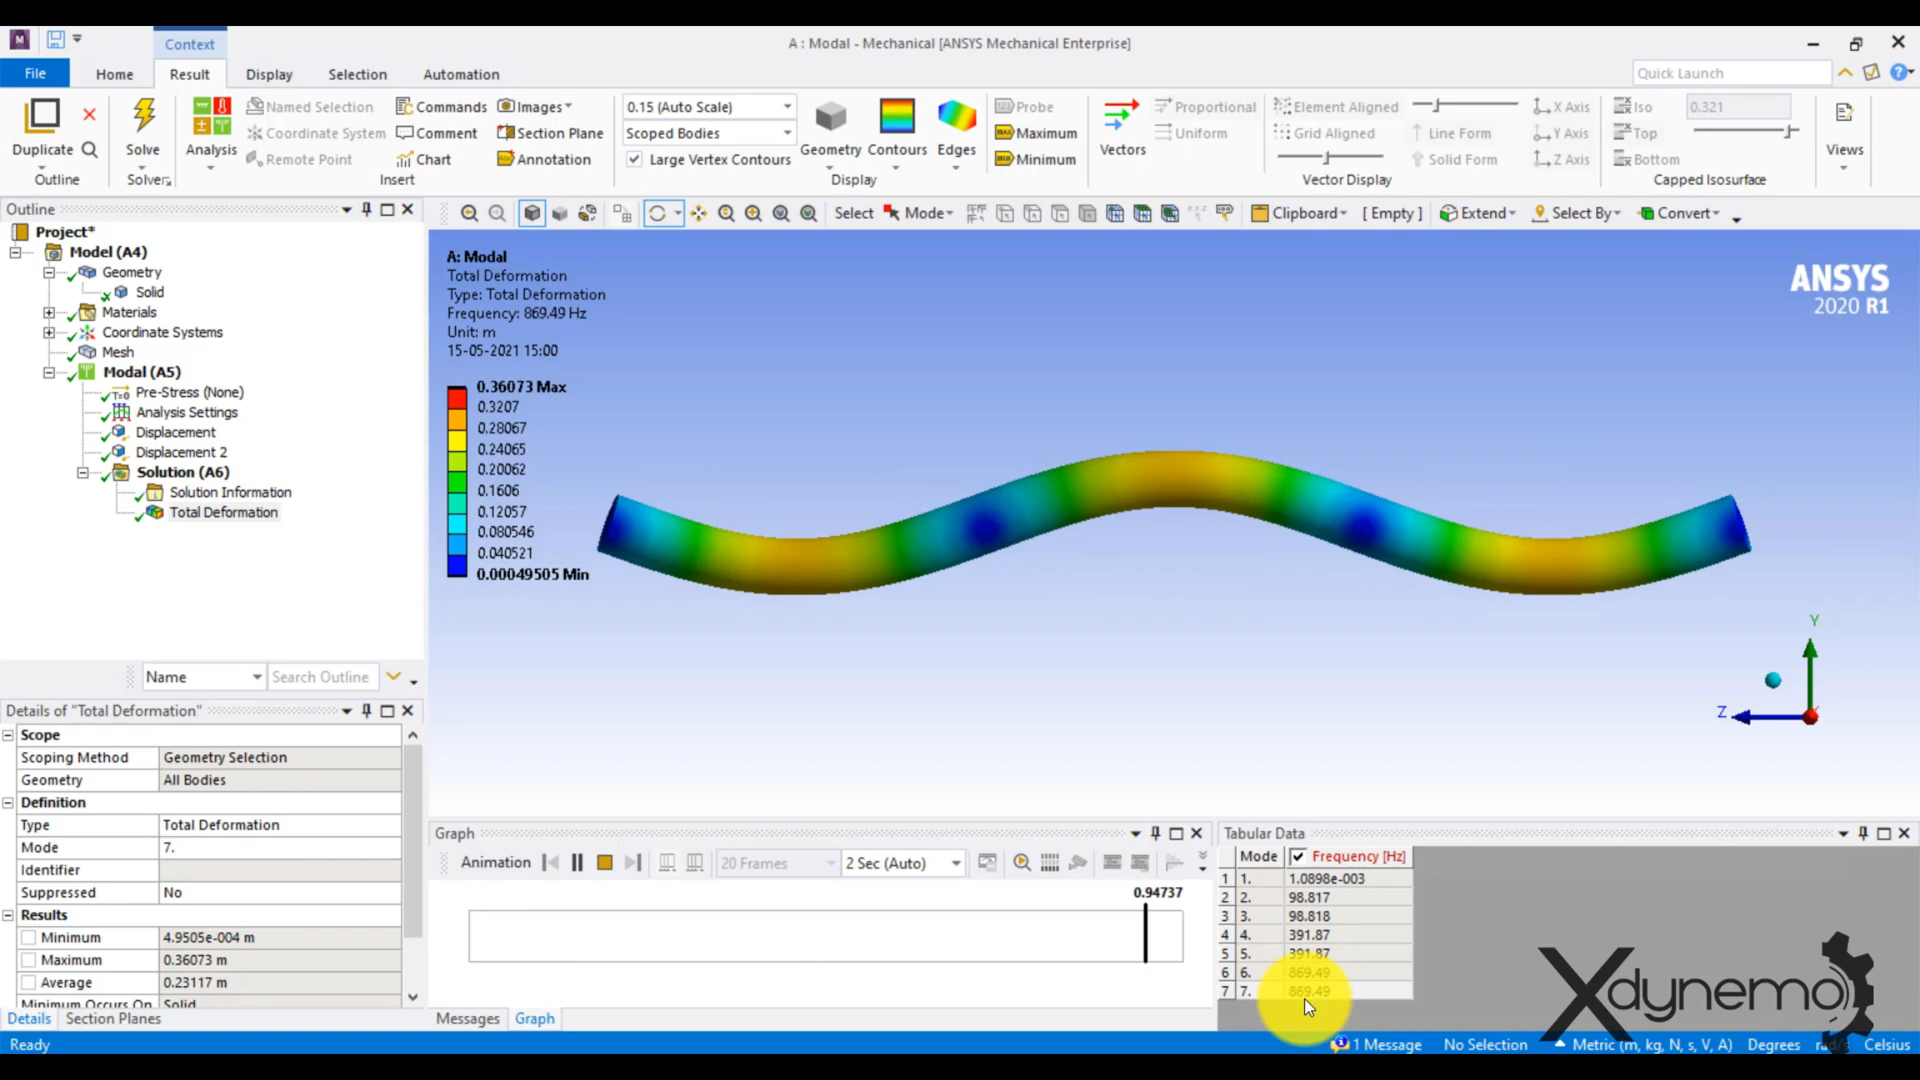 M
Context
A : Modal - Mechanical [ANSYS Mechanical Enterprise]
File
Home
Result
Display
Selection
Automation
Quick Launch
Duplicate
Outline
Solve
Solver
Analysis
Named Selection
Coordinate System
Remote Point
Commands
Comment
Chart
Images
Section Plane
Annotation
Insert
0.15 (Auto Scale)
Scoped Bodies
Large Vertex Contours
Geometry
Contours
Edges
Display
Probe
Maximum
Minimum
Vectors
Proportional
Uniform
Element Aligned
Grid Aligned
Line Form
Solid Form
X Axis
Y Axis
Z Axis
Vector Display
Iso
0.321
Top
Bottom
Capped Isosurface
Views
Outline
Select
Mode
Clipboard
[ Empty ]
Extend
Select By
Convert
Project*
Model (A4)
Geometry
Solid
Materials
Coordinate Systems
Mesh
Modal (A5)
Pre-Stress (None)
Analysis Settings
Displacement
Displacement 2
Solution (A6)
Solution Information
Total Deformation
A: Modal
Total Deformation
Type: Total Deformation
Frequency: 869.49 Hz
Unit: m
15-05-2021 15:00
0.36073 Max
0.3207
0.28067
0.24065
0.20062
0.1606
0.12057
0.080546
0.040521
0.00049505 Min
ANSYS
2020 R1
Y
Z
Name
Search Outline
Details of "Total Deformation"
Scope
Scoping Method Geometry Selection
Geometry All Bodies
Definition
Type Total Deformation
Mode 7.
Identifier
Suppressed No
Results
Minimum 4.9505e-004 m
Maximum 0.36073 m
Average 0.23117 m
Minimum Occurs On Solid
Details
Section Planes
Graph
Animation
20 Frames
2 Sec (Auto)
0.94737
Messages
Graph
Tabular Data
Mode Frequency [Hz]
1 1. 1.0898e-003
2 2. 98.817
3 3. 98.818
4 4. 391.87
5 5. 391.87
6 6. 869.49
7 7. 869.49
Xdynemo
Ready
1 Message
No Selection
Metric (m, kg, N, s, V, A)
Degrees
Celsius